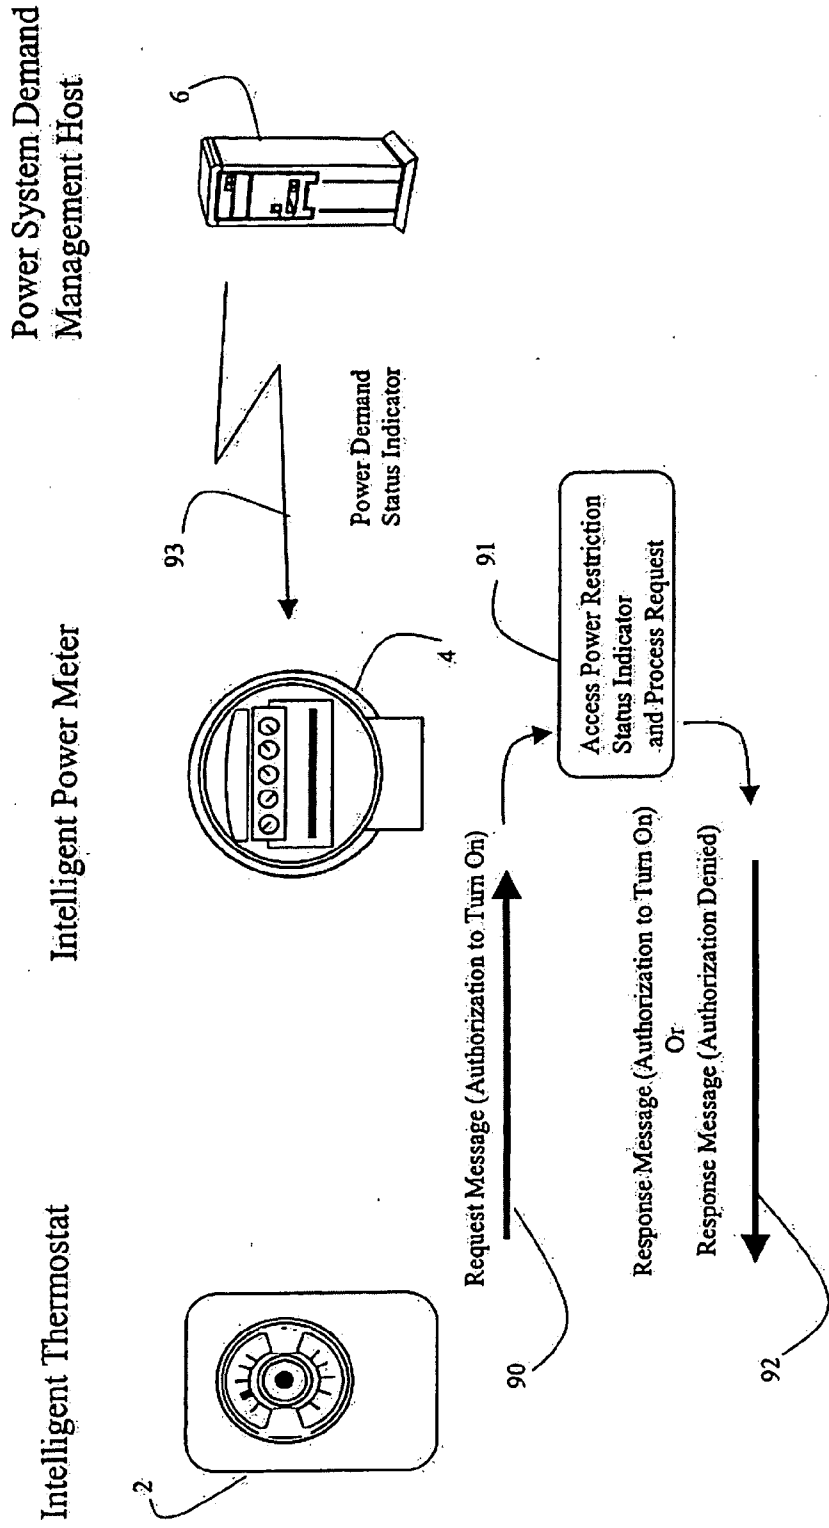 Intelligent Thermostat
Intelligent Power Meter
Power System Demand
Management Host
2
4
6
93
Power Demand
Status Indicator
Request Message (Authorization to Turn On)
90
91
Access Power Restriction
Status Indicator
and Process Request
Response Message (Authorization to Turn On)
Or
Response Message (Authorization Denied)
92